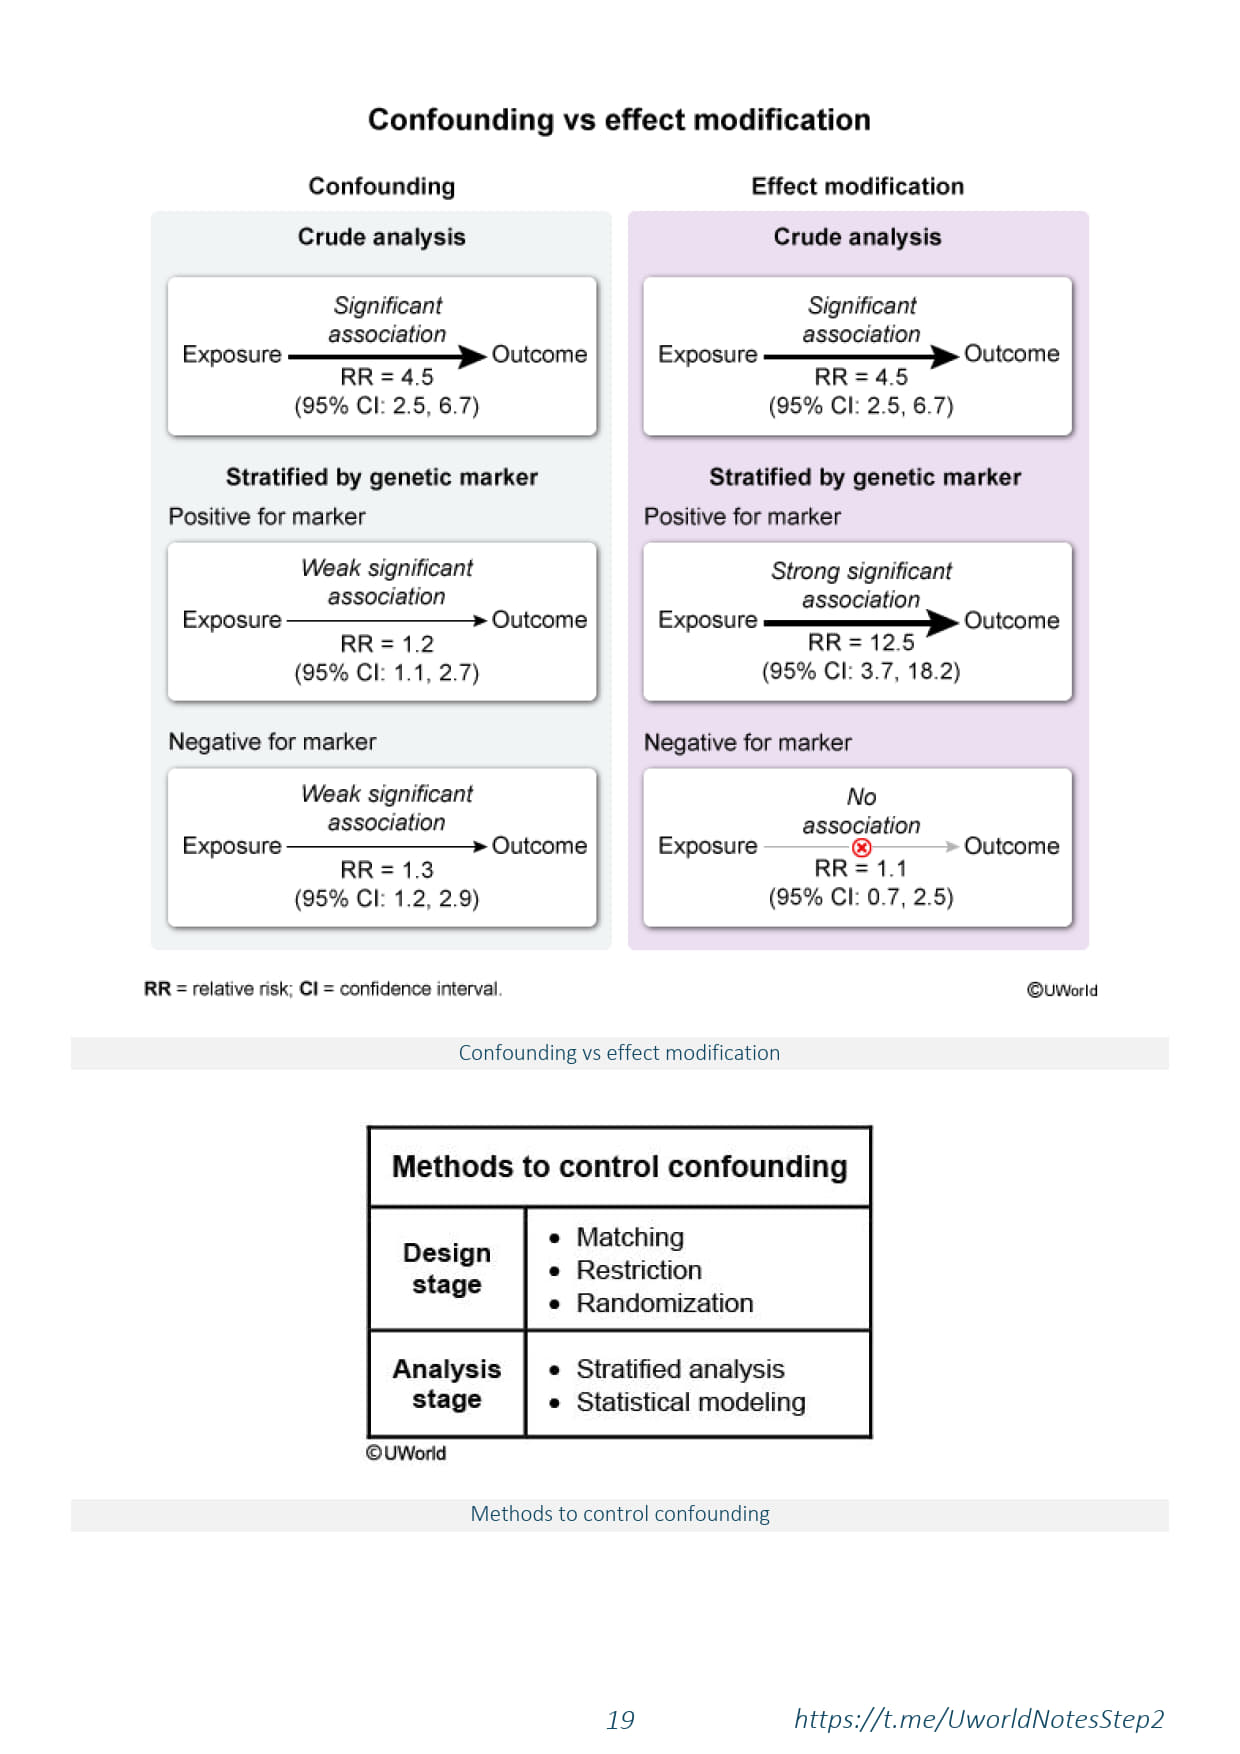 Confounding vs effect modification
Confounding
Crude analysis
Significant
association
Exposure Outcome
RR = 4.5
(95% CI: 2.5, 6.7)
Stratified by genetic marker
Positive for marker
Weak significant
association
Exposure Outcome
RR = 1.2
(95% CI: 1.1, 2.7)
Negative for marker
Weak significant
association
Exposure Outcome
RR = 1.3
(95% CI: 1.2, 2.9)
Effect modification
Crude analysis
Significant
association
Exposure Outcome
RR = 4.5
(95% CI: 2.5, 6.7)
Stratified by genetic marker
Positive for marker
Strong significant
association
Exposure Outcome
RR = 12.5
(95% CI: 3.7, 18.2)
Negative for marker
No
association
Exposure Outcome
RR = 1.1
(95% CI: 0.7, 2.5)
RR = relative risk; CI = confidence interval.
©UWorld
Confounding vs effect modification
Methods to control confounding
Design
stage
• Matching
• Restriction
• Randomization
Analysis
stage
• Stratified analysis
• Statistical modeling
©UWorld
Methods to control confounding
19
https://t.me/UworldNotesStep2